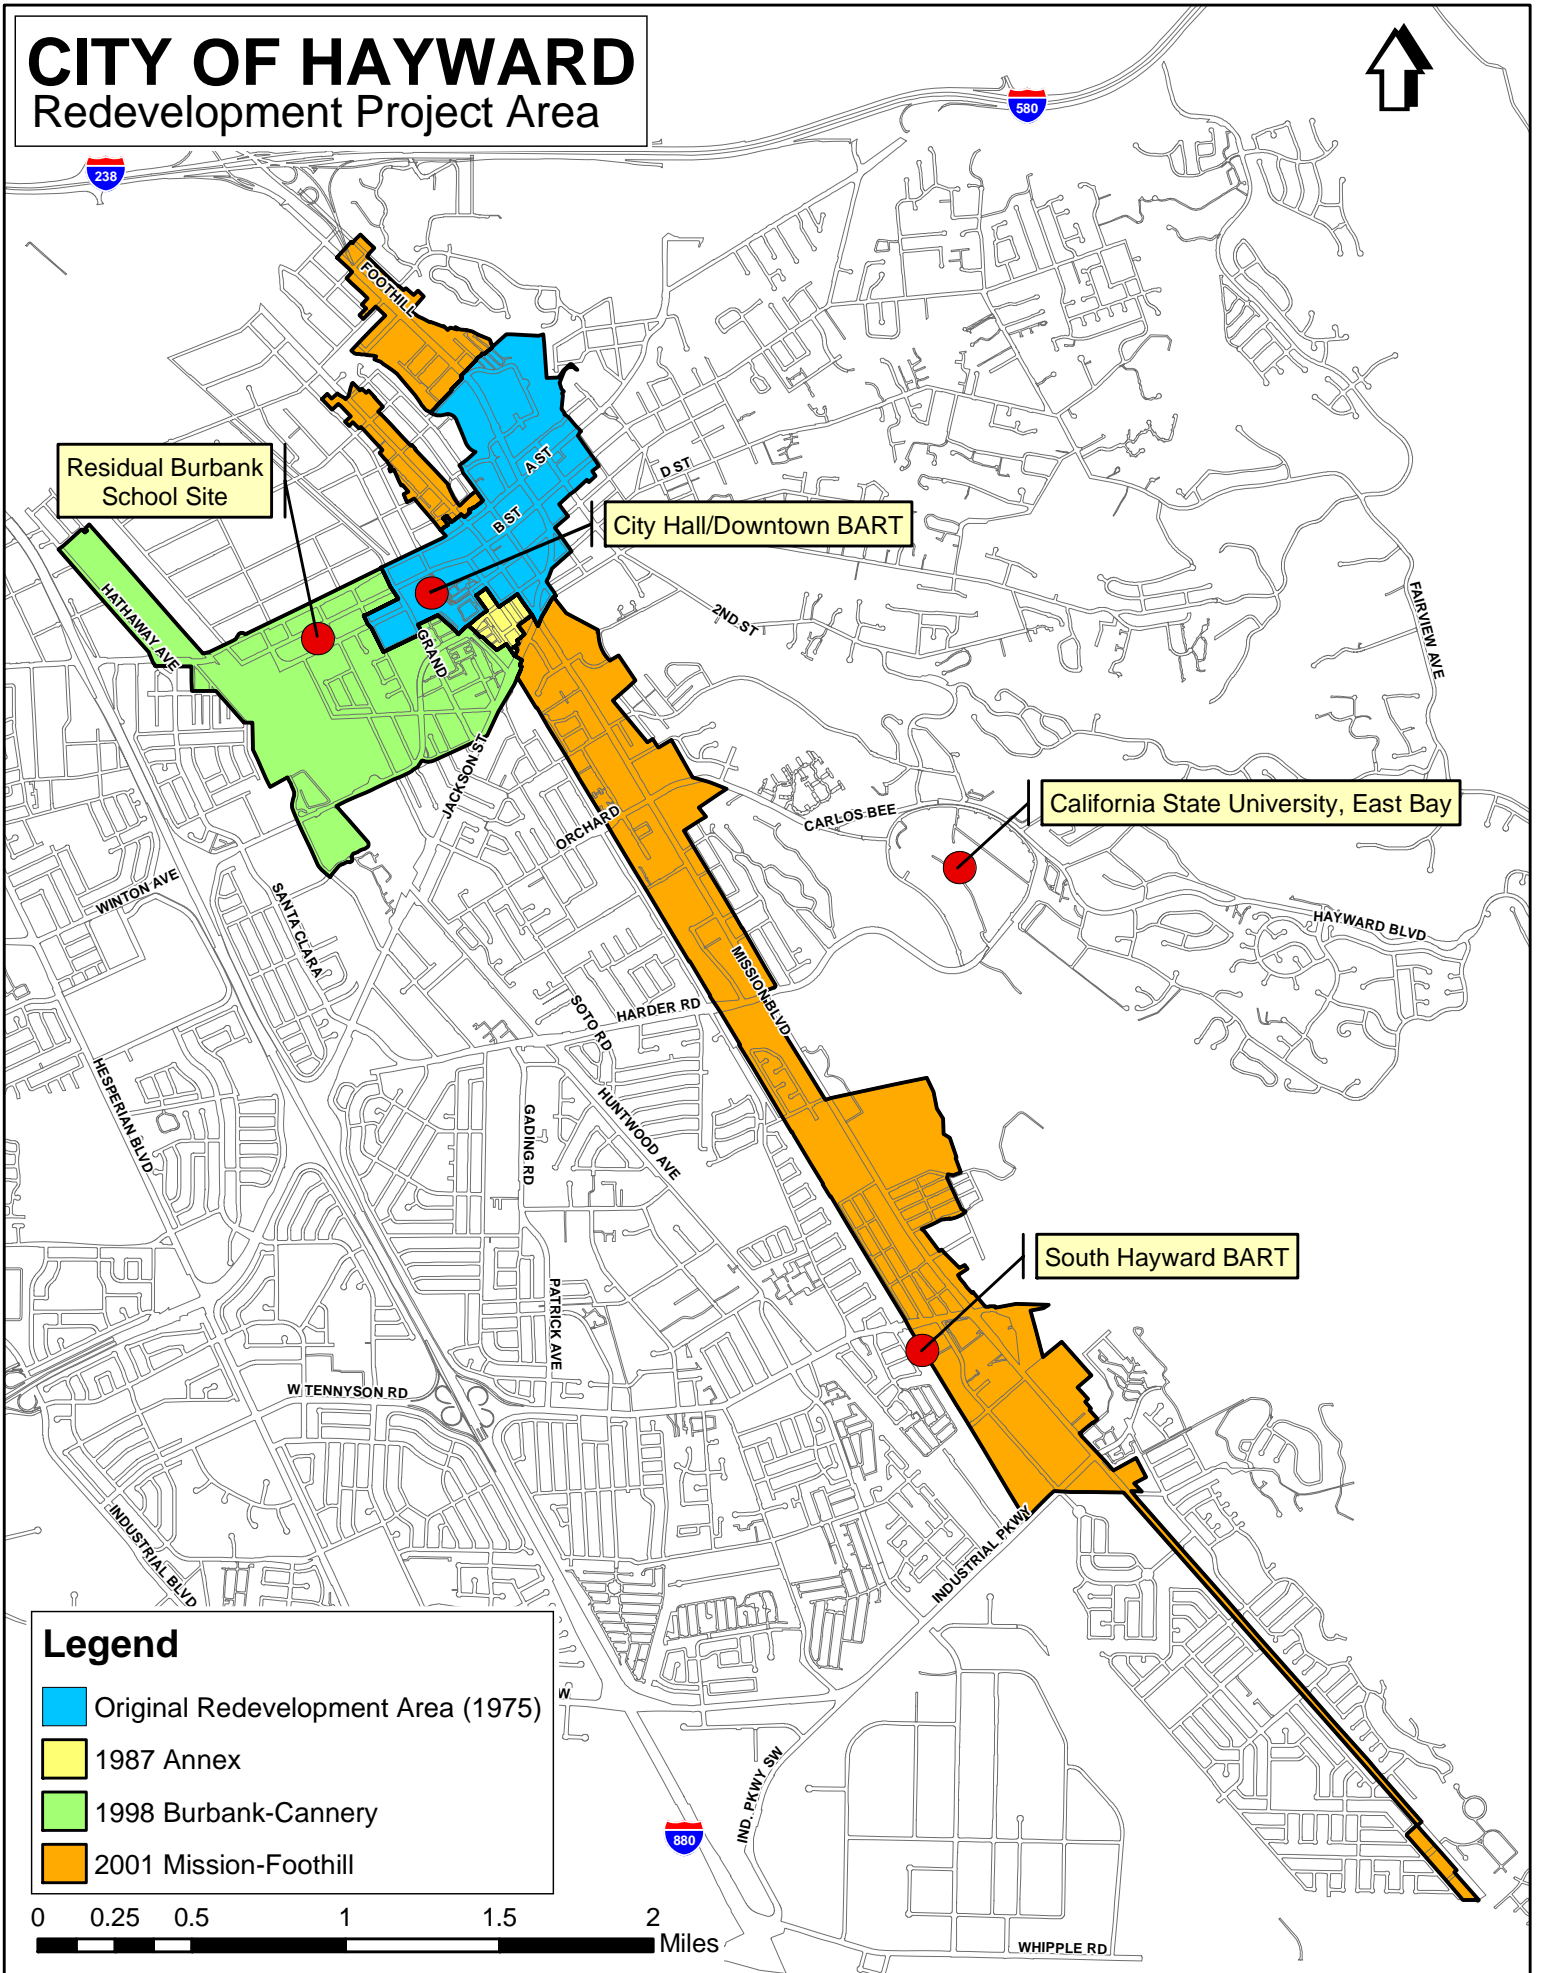 CITY OF HAYWARD
Redevelopment Project Area
580
238
FOOTHILL
Residual Burbank
School Site
A ST
D ST
B ST
City Hall/Downtown BART
HATHAWAY AVE
GRAND
2ND ST
FAIRVIEW AVE
JACKSON ST
ORCHARD
CARLOS BEE
California State University, East Bay
WINTON AVE
SANTA CLARA
HAYWARD BLVD
MISSION BLVD
HARDER RD
SOTO RD
HESPERIAN BLVD
GADING RD
HUNTWOOD AVE
South Hayward BART
PATRICK AVE
W TENNYSON RD
INDUSTRIAL BLVD
INDUSTRIAL PKWY
Legend
Original Redevelopment Area (1975)
1987 Annex
1998 Burbank-Cannery
2001 Mission-Foothill
W
IND. PKWY SW
880
0 0.25 0.5 1 1.5 2
Miles
WHIPPLE RD